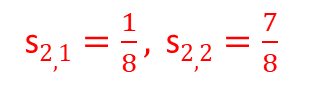 s2,1 = 1/8, s2,2 = 7/8